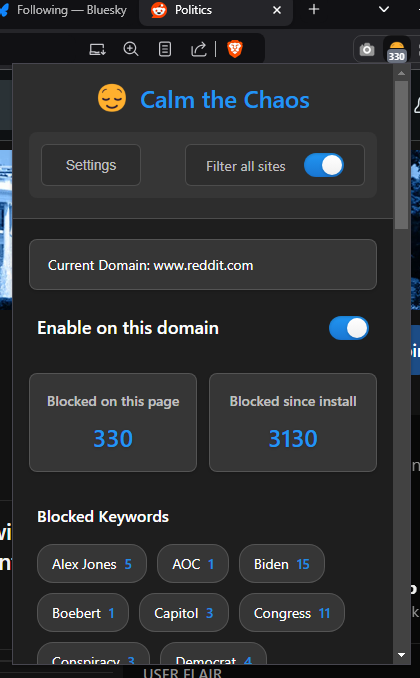 Following — Bluesky
Politics
330
Calm the Chaos
Settings
Filter all sites
Current Domain: www.reddit.com
Enable on this domain
Blocked on this page
330
Blocked since install
3130
Blocked Keywords
Alex Jones 5
AOC 1
Biden 15
Boebert 1
Capitol 3
Congress 11
Conspiracy 3
Democrat 4
USER FLAIR